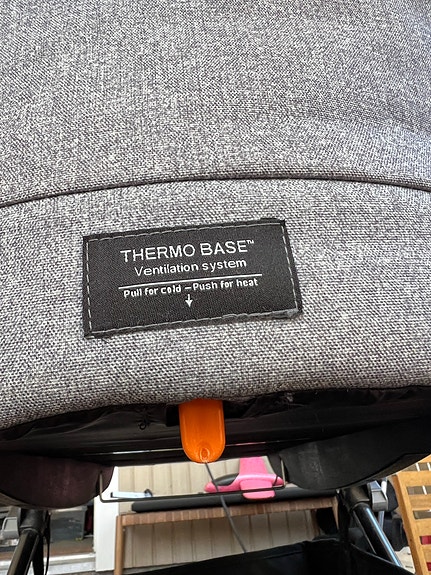 THERMO BASE™
Ventilation system
Pull for cold – Push for heat
↓